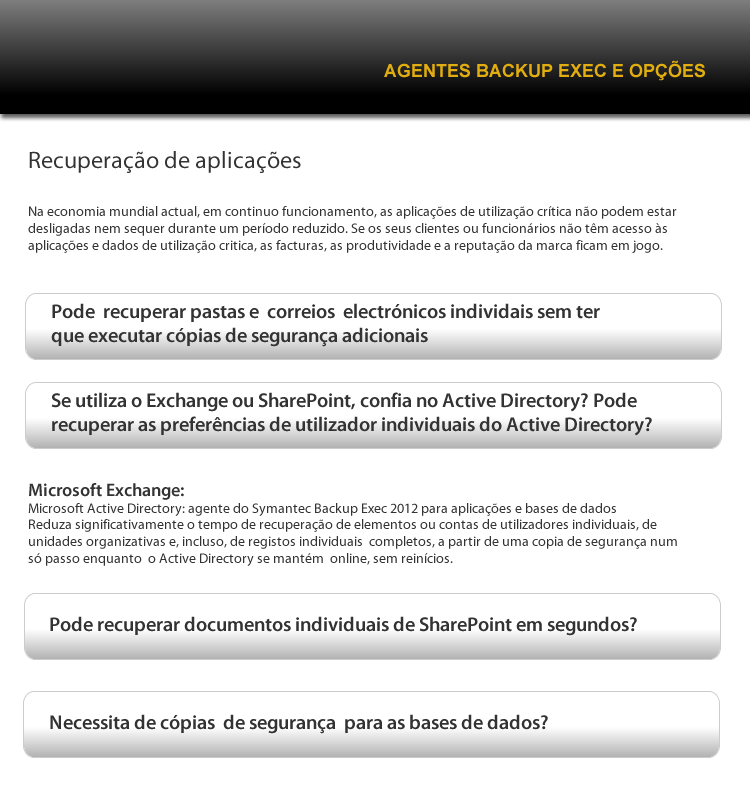 AGENTES BACKUP EXEC E OPÇÕES
Recuperação de aplicações
Na economia mundial actual, em continuo funcionamento, as aplicações de utilização crítica não podem estar
desligadas nem sequer durante um período reduzido. Se os seus clientes ou funcionários não têm acesso às
aplicações e dados de utilização critica, as facturas, as produtividade e a reputação da marca ficam em jogo.
Pode recuperar pastas e correios electrónicos individais sem ter
que executar cópias de segurança adicionais
Se utiliza o Exchange ou SharePoint, confia no Active Directory? Pode
recuperar as preferências de utilizador individuais do Active Directory?
Microsoft Exchange:
Microsoft Active Directory: agente do Symantec Backup Exec 2012 para aplicações e bases de dados
Reduza significativamente o tempo de recuperação de elementos ou contas de utilizadores individuais, de
unidades organizativas e, incluso, de registos individuais completos, a partir de uma copia de segurança num
só passo enquanto o Active Directory se mantém online, sem reinícios.
Pode recuperar documentos individuais de SharePoint em segundos?
Necessita de cópias de segurança para as bases de dados?